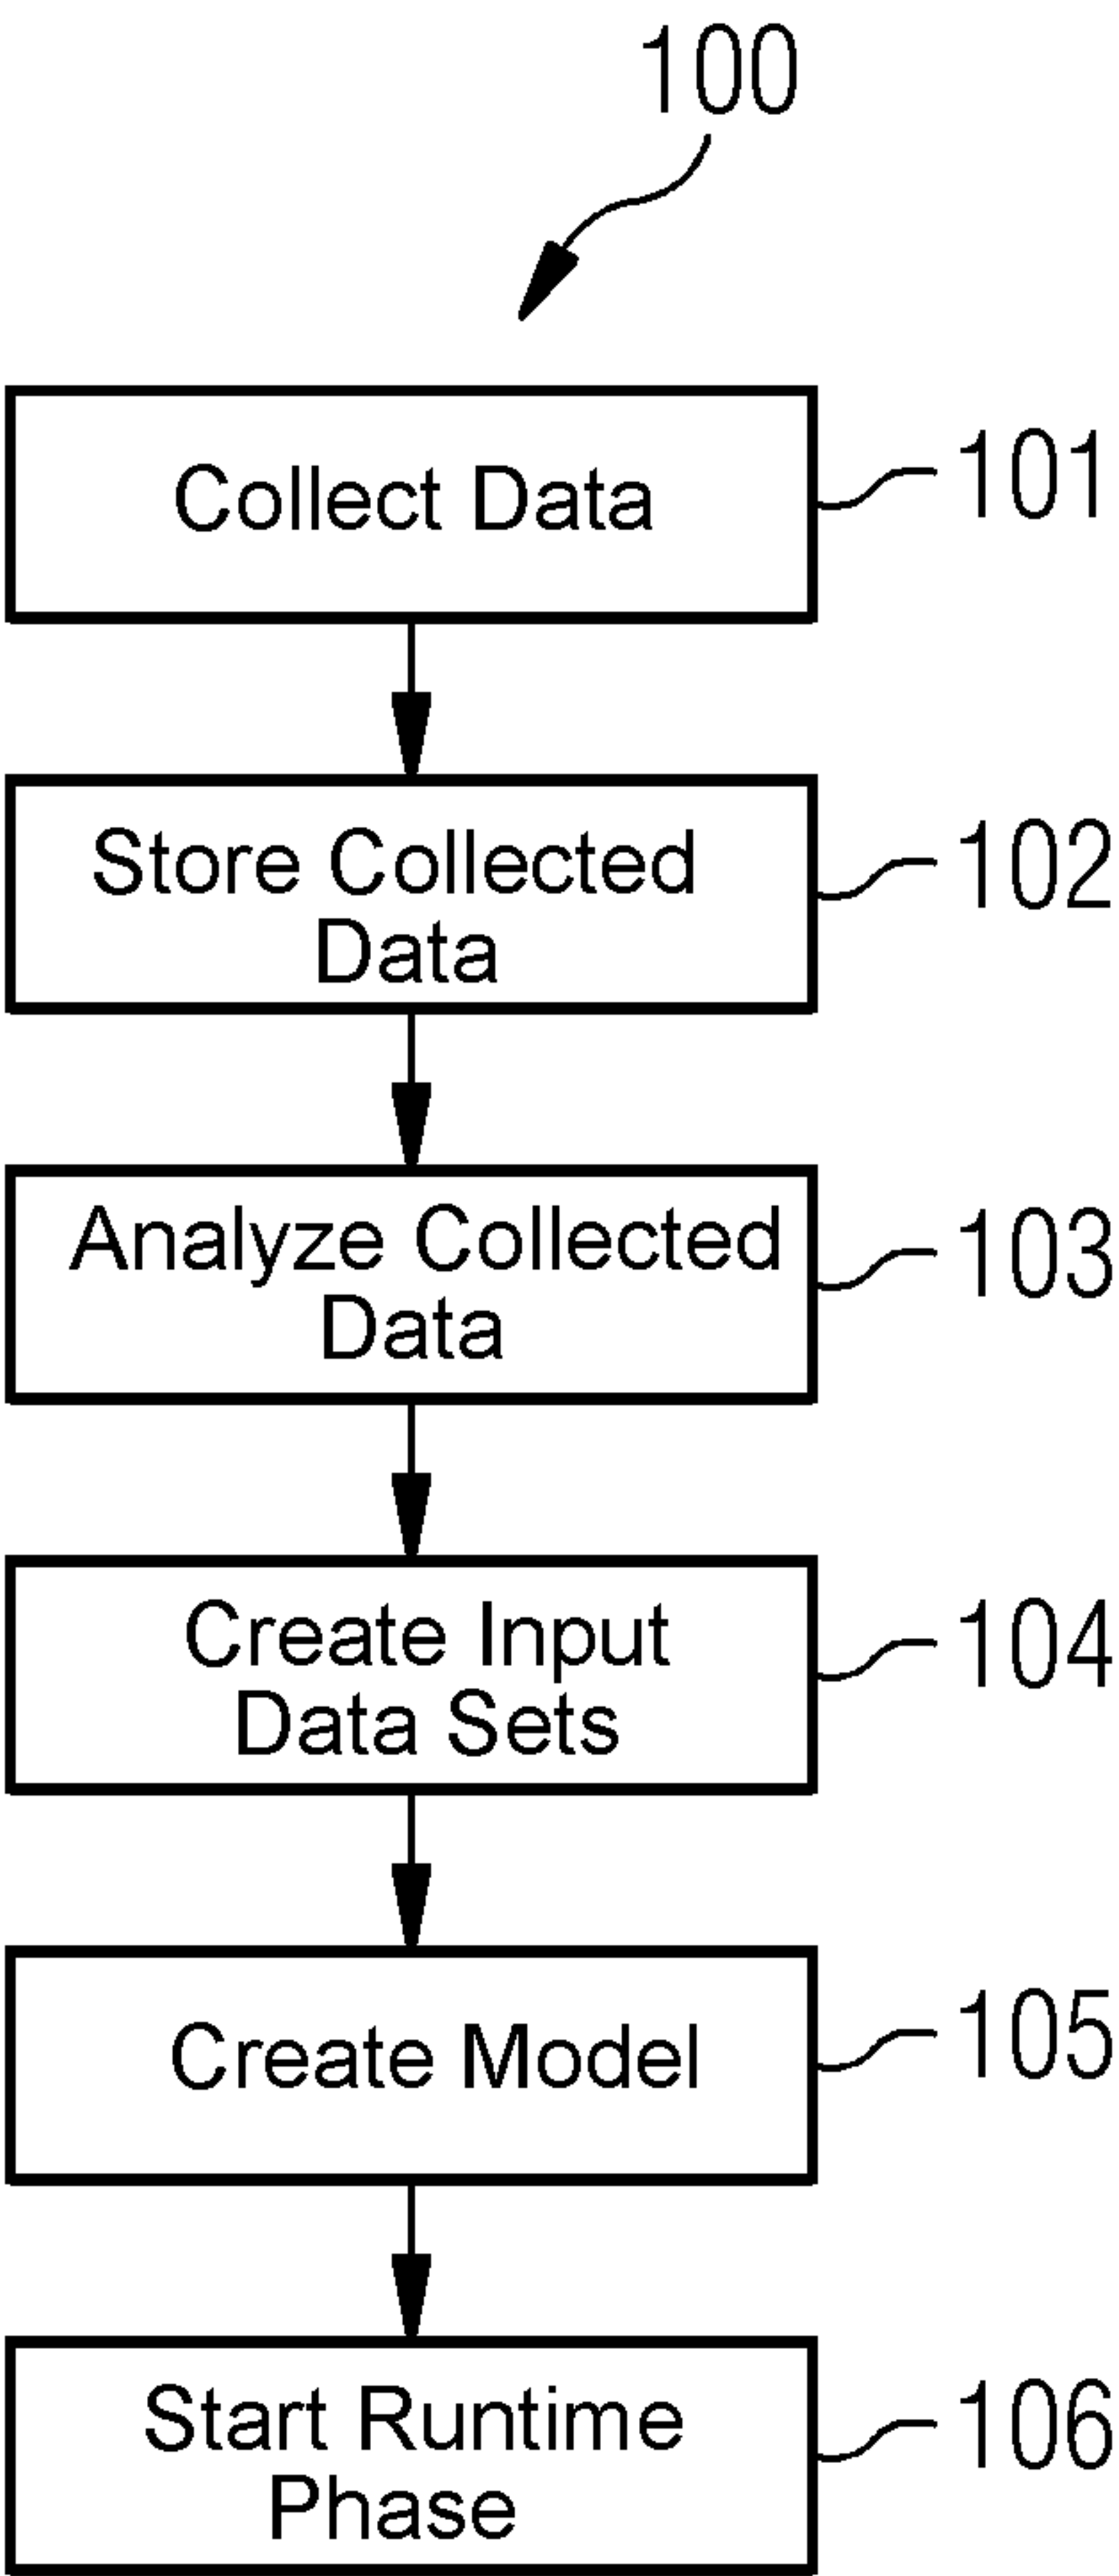 100
Collect Data
101
Store Collected
Data
102
Analyze Collected
Data
103
Create Input
Data Sets
104
Create Model
105
Start Runtime
Phase
106